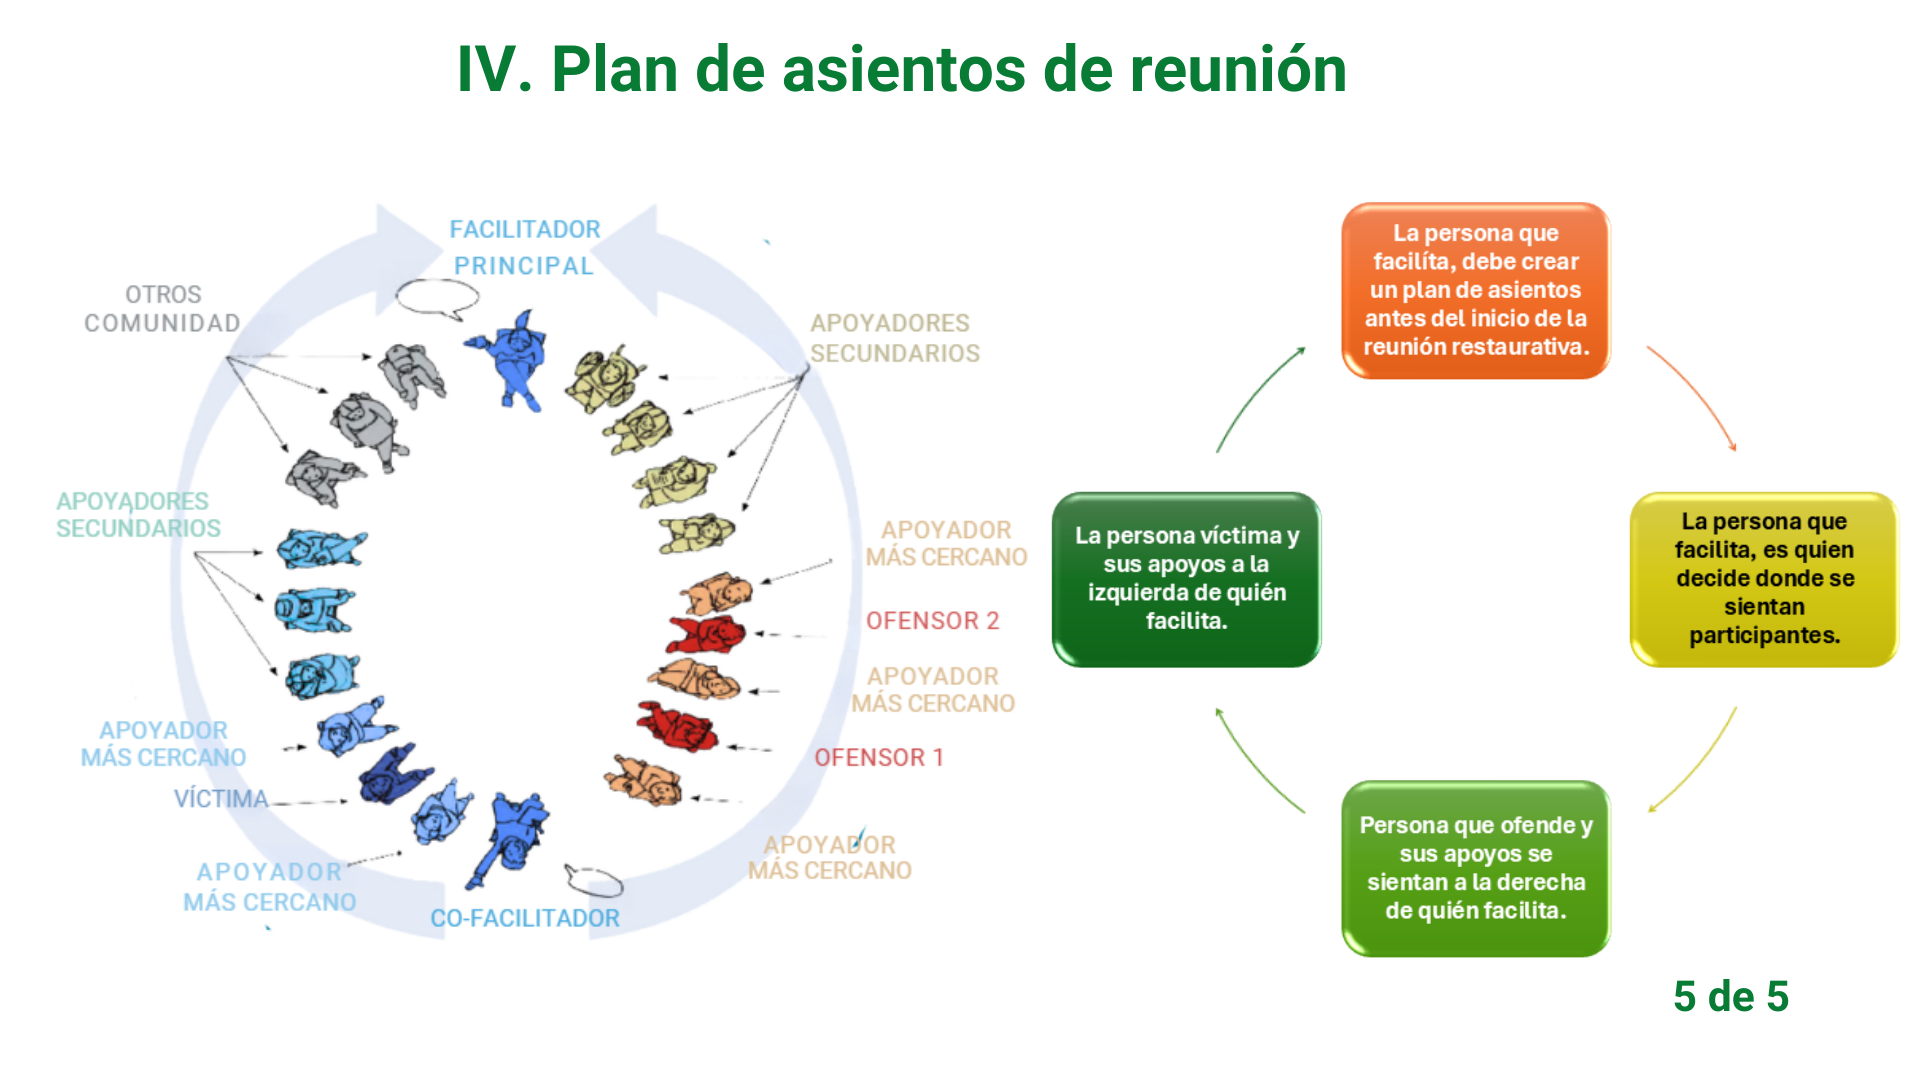 IV. Plan de asientos de reunión
FACILITADOR
PRINCIPAL
OTROS
COMUNIDAD
APOYADORES
SECUNDARIOS
APOYADORES
SECUNDARIOS
APOYADOR
MÁS CERCANO
OFENSOR 2
APOYADOR
MÁS CERCANO
OFENSOR 1
APOYADOR
MÁS CERCANO
APOYADOR
MÁS CERCANO
VÍCTIMA
APOYADOR
MÁS CERCANO
CO-FACILITADOR
La persona que
facilíta, debe crear
un plan de asientos
antes del inicio de la
reunión restaurativa.
La persona que
facilita, es quien
decide donde se
sientan
participantes.
Persona que ofende y
sus apoyos se
sientan a la derecha
de quién facilita.
La persona víctima y
sus apoyos a la
izquierda de quién
facilita.
5 de 5